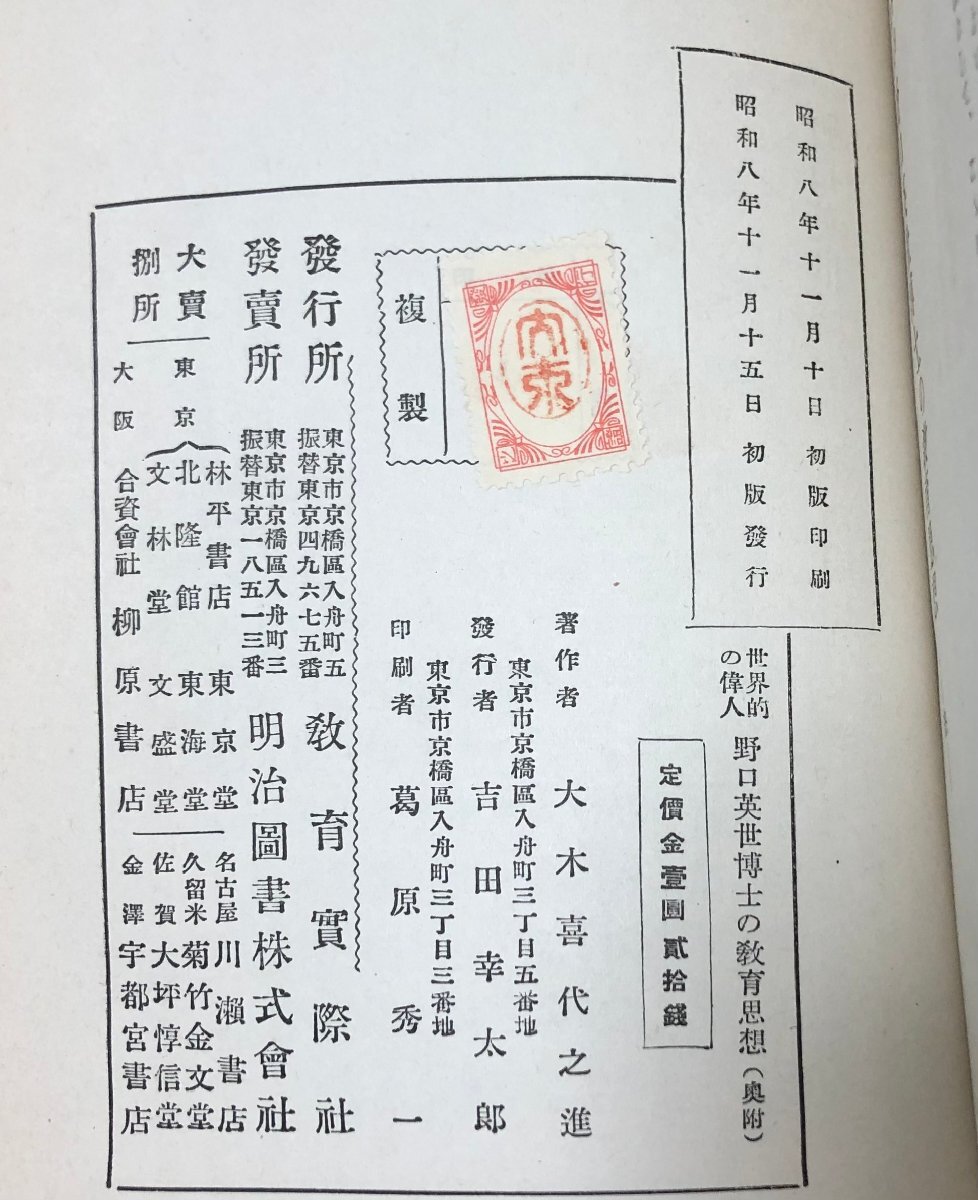 昭和八年十一月十日初版印刷
昭和八年十一月十五日初版發行
世界的の偉人
野口英世博士の敎育思想(奧附)
定價金壹圓貳拾錢
著作者 大木喜代之進
東京市京橋區入舟町三丁目五番地
發行者 吉田幸太郎
東京市京橋區入舟町三丁目三番地
印刷者 葛原秀一
複製
大木
發行所
東京市京橋區入舟町五
振替東京四九六七五番
敎育實際社
發賣所
東京市京橋區入舟町三
振替東京一八五一三番
明治圖書株式會社
大賣捌所
東京
林平書店 東京堂
北隆館 東海堂
文林堂 文盛堂
大阪 合資會社 柳原書店
名古屋 川瀨書店
久留米 菊竹金文堂
佐賀 大坪惇信堂
金澤 宇都宮書店